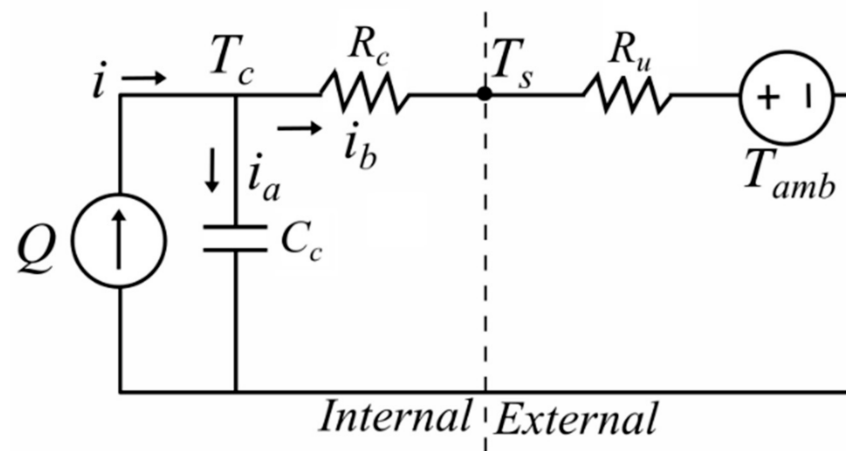 i
T_c
R_c
T_s
R_u
i_b
i_a
+ −
T_amb
Q
C_c
Internal
External